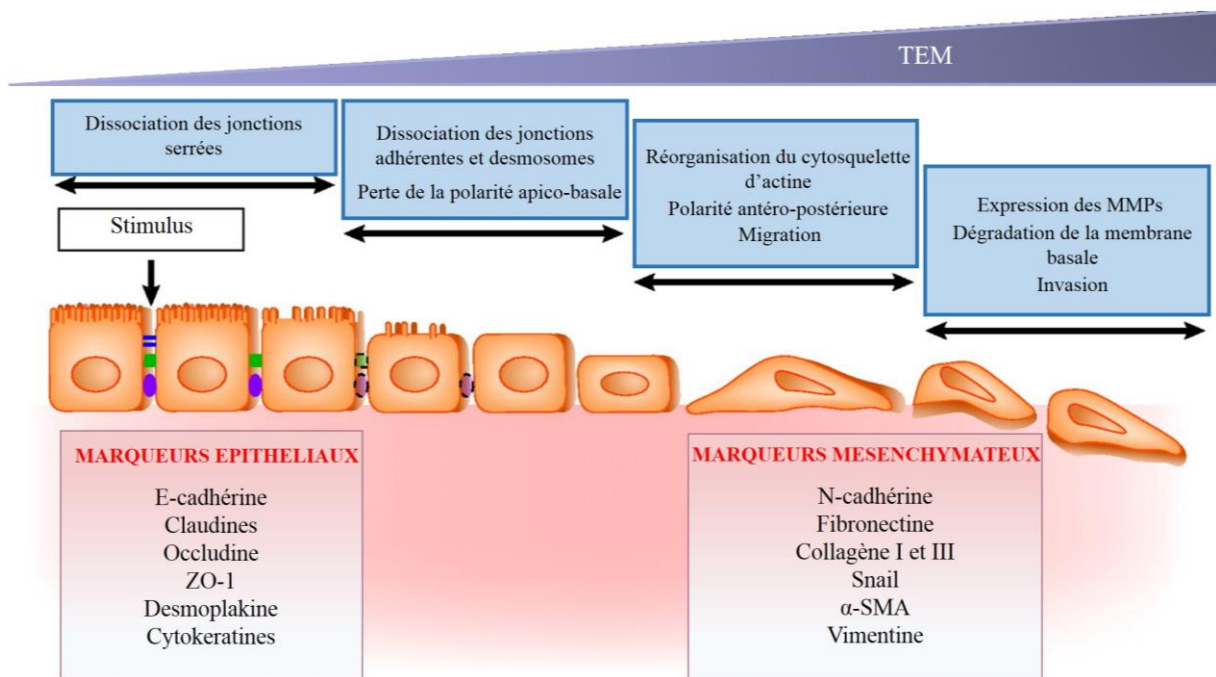 TEM
Dissociation des jonctions
serrées
Dissociation des jonctions
adhérentes et desmosomes
Perte de la polarité apico-basale
Réorganisation du cytosquelette
d’actine
Polarité antéro-postérieure
Migration
Expression des MMPs
Dégradation de la membrane
basale
Invasion
Stimulus
MARQUEURS EPITHELIAUX
E-cadhérine
Claudines
Occludine
ZO-1
Desmoplakine
Cytokeratines
MARQUEURS MESENCHYMATEUX
N-cadhérine
Fibronectine
Collagène I et III
Snail
α-SMA
Vimentine